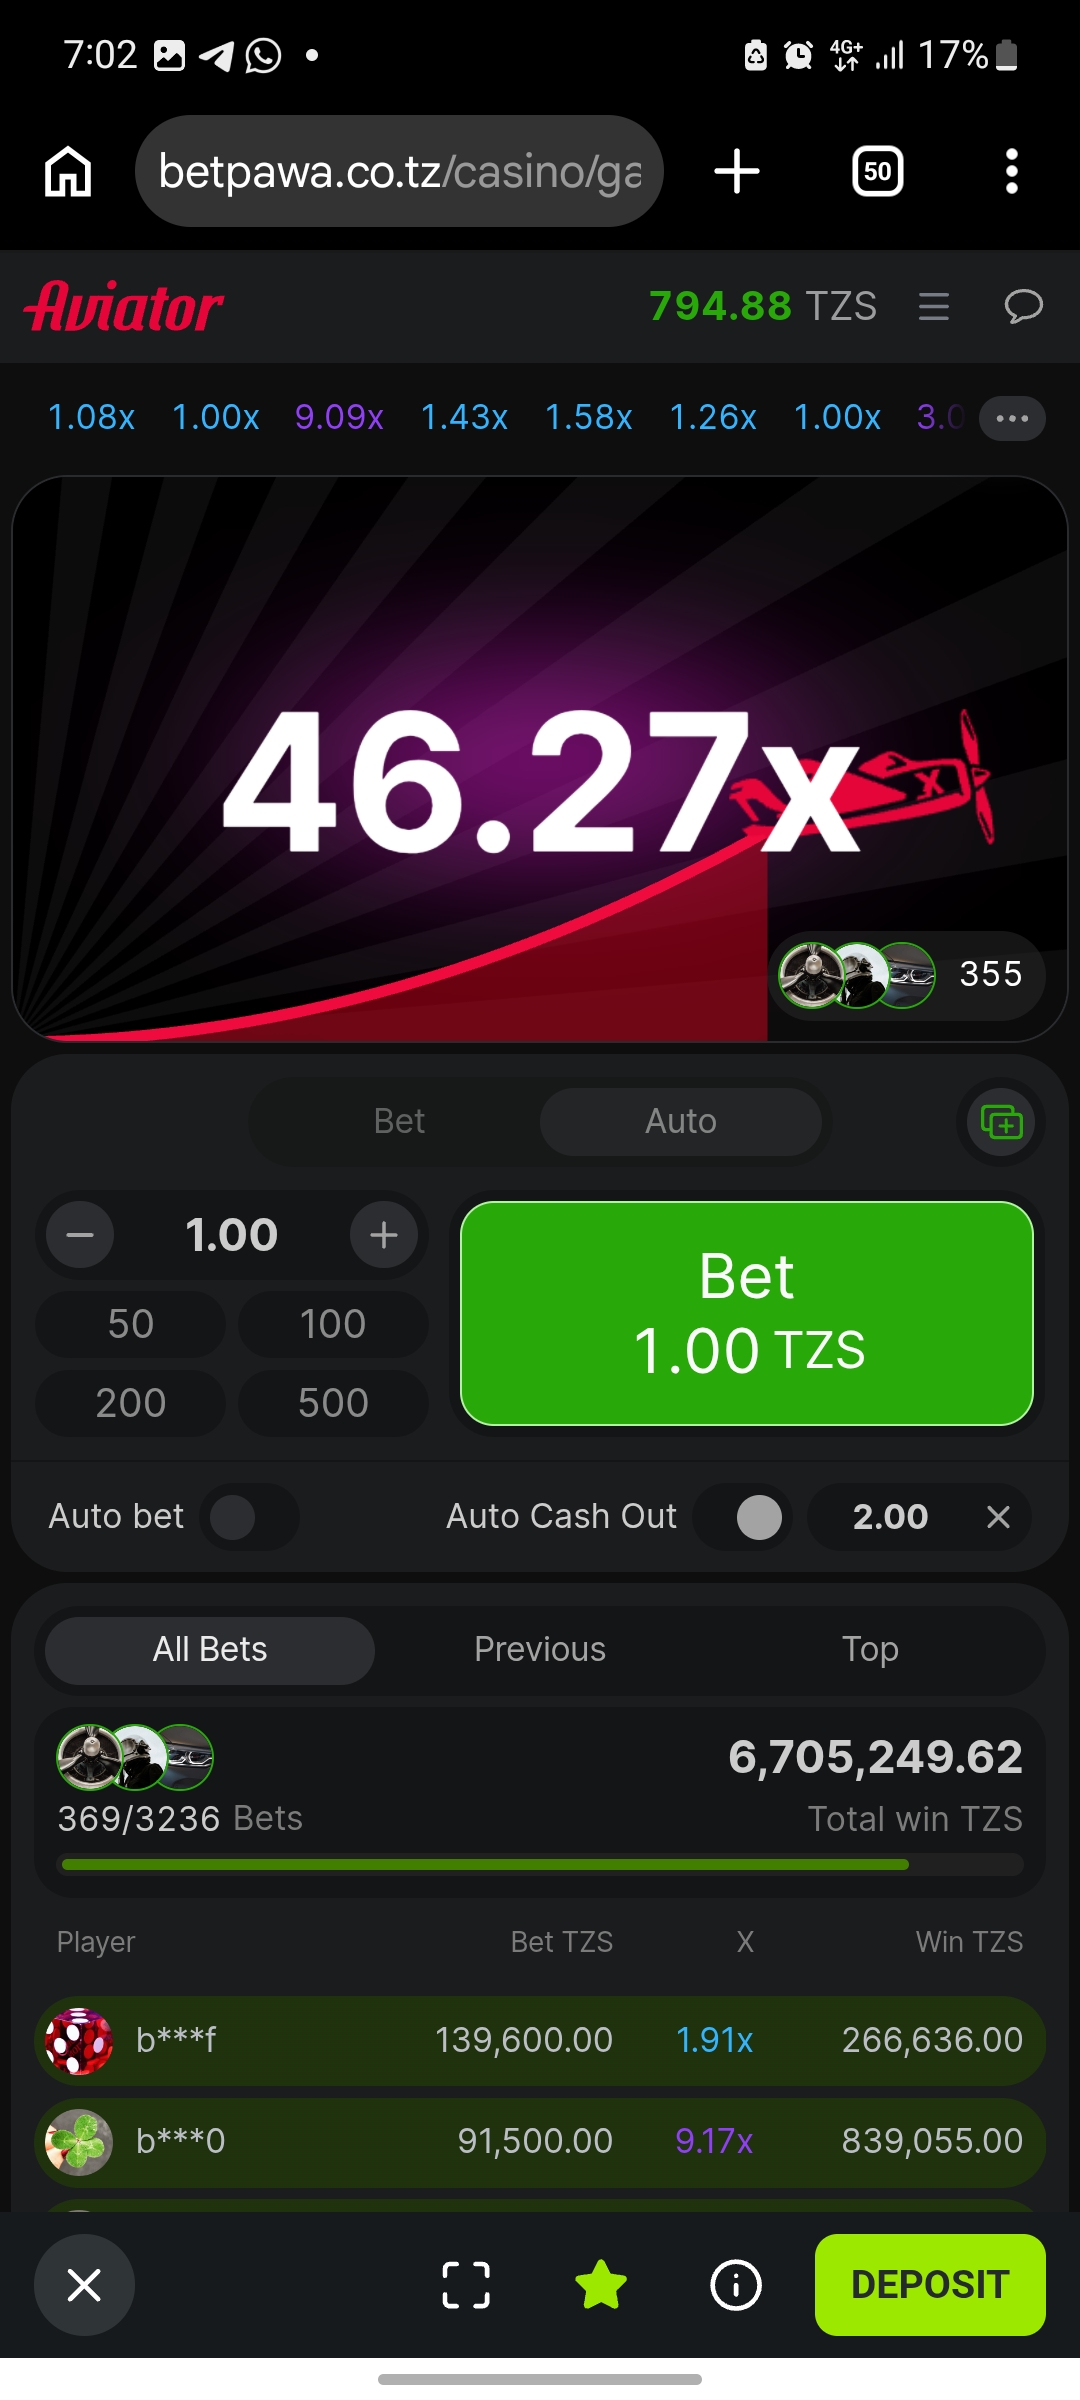 7:02 4G+ 17%
betpawa.co.tz/casino/ga
50
Aviator 794.88 TZS
1.08x 1.00x 9.09x 1.43x 1.58x 1.26x 1.00x 3.0
46.27x
X
355
Bet Auto
1.00
50 100
200 500
Bet
1.00 TZS
Auto bet Auto Cash Out 2.00
All Bets Previous Top
6,705,249.62
369/3236 Bets Total win TZS
Player Bet TZS X Win TZS
b***f 139,600.00 1.91x 266,636.00
b***0 91,500.00 9.17x 839,055.00
DEPOSIT